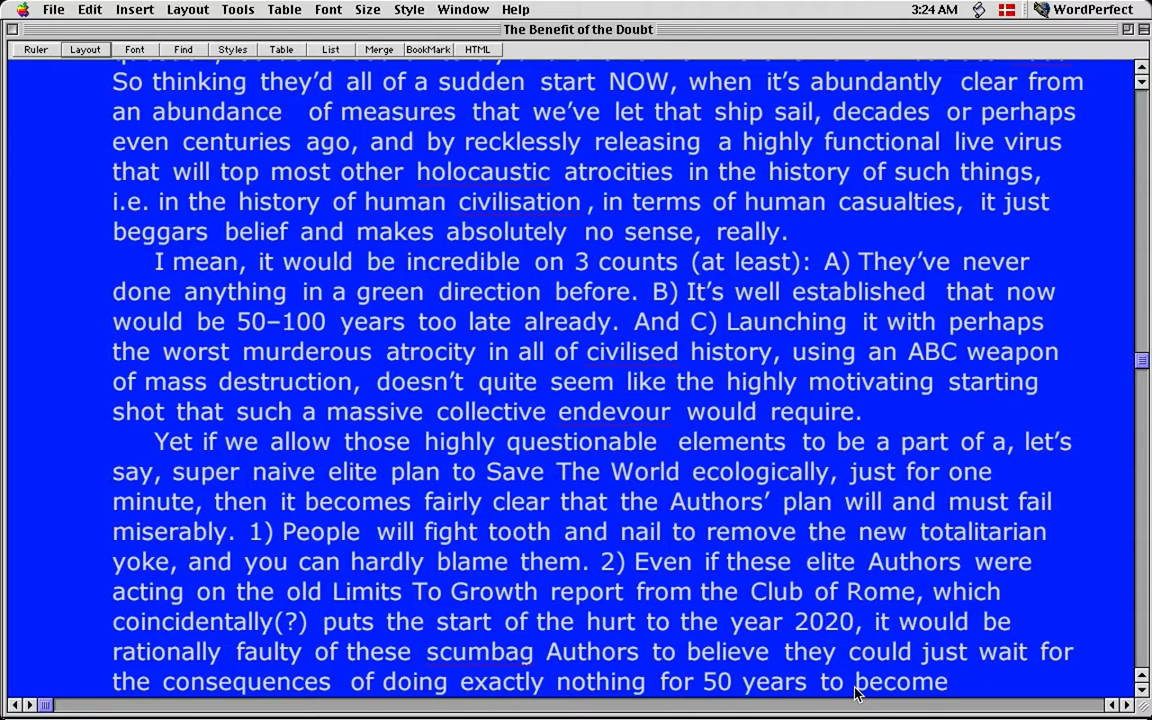 File Edit Insert Layout Tools Table Font Size Style Window Help 3:24 AM WordPerfect
The Benefit of the Doubt
Ruler Layout Font Find Styles Table List Merge BookMark HTML
So thinking they’d all of a sudden start NOW, when it’s abundantly clear from
an abundance of measures that we’ve let that ship sail, decades or perhaps
even centuries ago, and by recklessly releasing a highly functional live virus
that will top most other holocaustic atrocities in the history of such things,
i.e. in the history of human civilisation , in terms of human casualties, it just
beggars belief and makes absolutely no sense, really.
I mean, it would be incredible on 3 counts (at least): A) They’ve never
done anything in a green direction before. B) It’s well established that now
would be 50–100 years too late already. And C) Launching it with perhaps
the worst murderous atrocity in all of civilised history, using an ABC weapon
of mass destruction, doesn’t quite seem like the highly motivating starting
shot that such a massive collective endevour would require.
Yet if we allow those highly questionable elements to be a part of a, let’s
say, super naive elite plan to Save The World ecologically, just for one
minute, then it becomes fairly clear that the Authors’ plan will and must fail
miserably. 1) People will fight tooth and nail to remove the new totalitarian
yoke, and you can hardly blame them. 2) Even if these elite Authors were
acting on the old Limits To Growth report from the Club of Rome, which
coincidentally(?) puts the start of the hurt to the year 2020, it would be
rationally faulty of these scumbag Authors to believe they could just wait for
the consequences of doing exactly nothing for 50 years to become